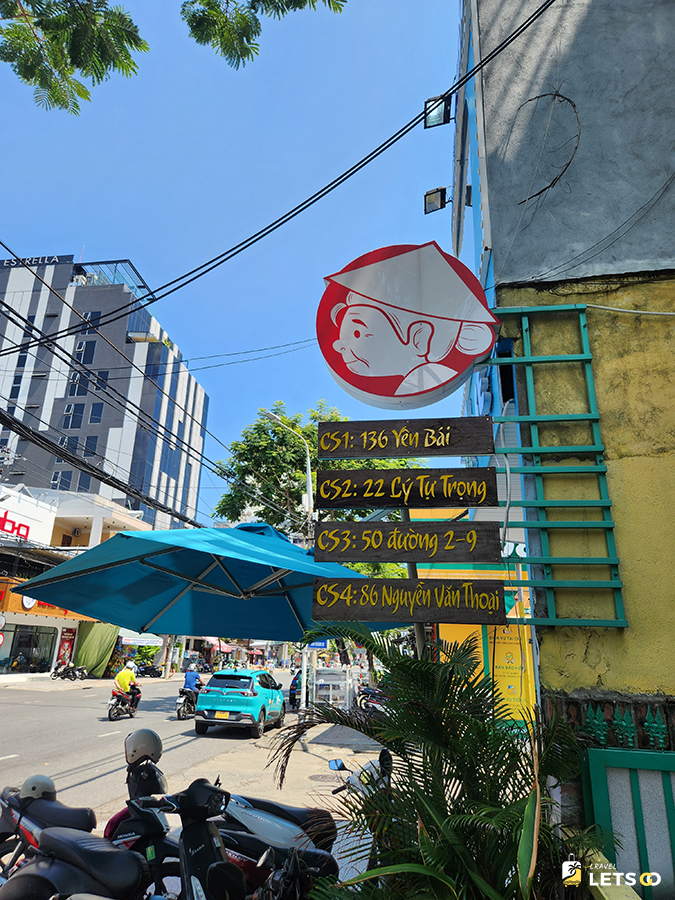 ESTRELLA
CS1: 136 Yên Bái
CS2: 22 Lý Tự Trọng
CS3: 50 đường 2-9
CS4: 86 Nguyễn Văn Thoại
TRAVEL
LETS GO